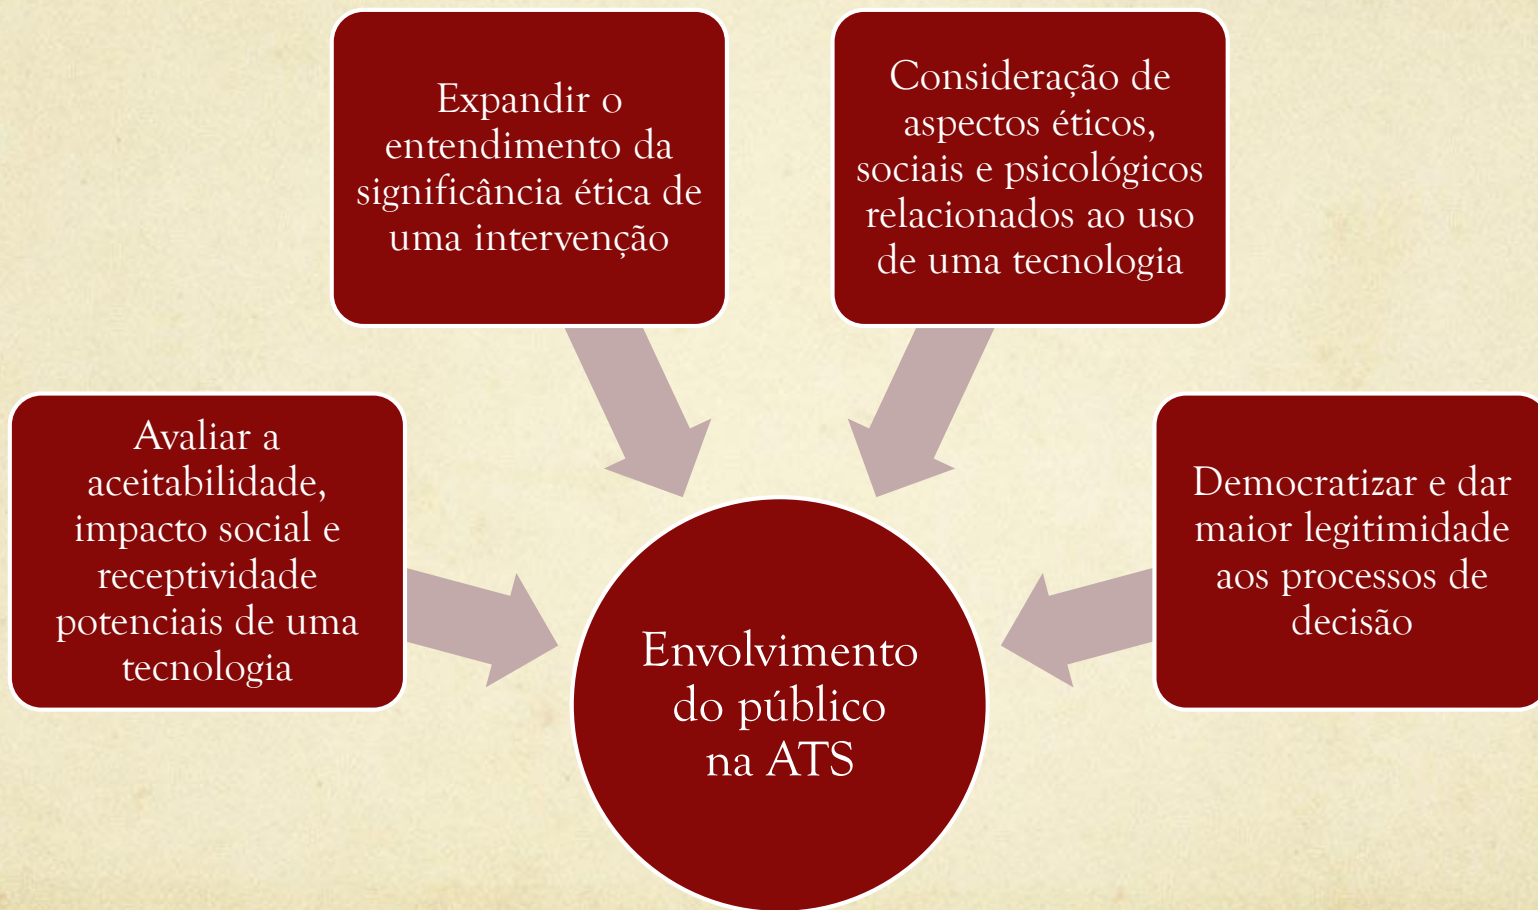 Expandir o
entendimento da
significância ética de
uma intervenção
Consideração de
aspectos éticos,
sociais e psicológicos
relacionados ao uso
de uma tecnologia
Avaliar a
aceitabilidade,
impacto social e
receptividade
potenciais de uma
tecnologia
Democratizar e dar
maior legitimidade
aos processos de
decisão
Envolvimento
do público
na ATS